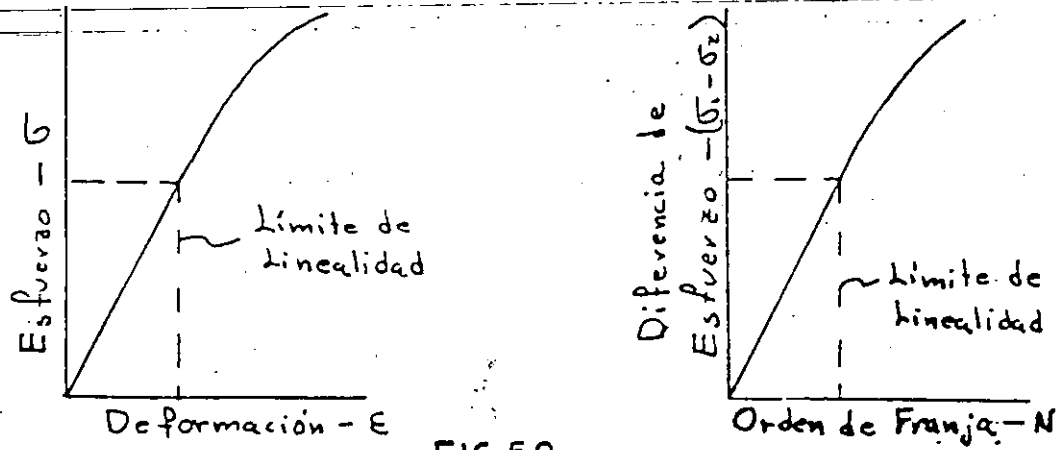 Esfuerzo - σ
Límite de
Linealidad
Deformación - ε
Diferencia de
Esfuerzo - (σ₁-σ₂)
Límite de
Linealidad
Orden de Franja - N